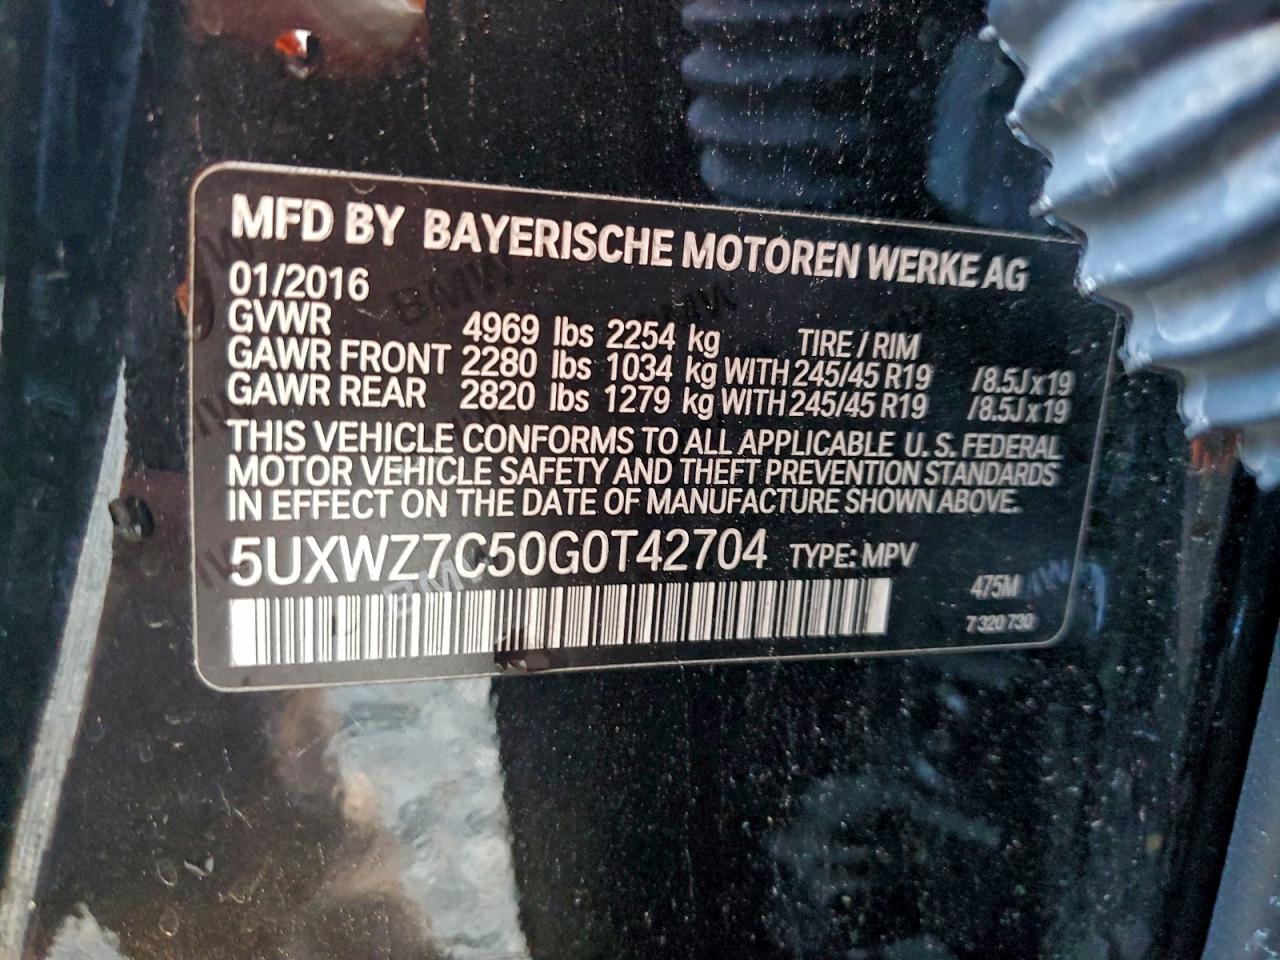 MFD BY BAYERISCHE MOTOREN WERKE AG
01/2016
GVWR 4969 lbs 2254 kg TIRE / RIM
GAWR FRONT 2280 lbs 1034 kg WITH 245/45 R19 /8.5J x 19
GAWR REAR 2820 lbs 1279 kg WITH 245/45 R19 /8.5J x 19
THIS VEHICLE CONFORMS TO ALL APPLICABLE U.S. FEDERAL
MOTOR VEHICLE SAFETY AND THEFT PREVENTION STANDARDS
IN EFFECT ON THE DATE OF MANUFACTURE SHOWN ABOVE.
5UXWZ7C50G0T42704 TYPE: MPV
475M
7 320 730